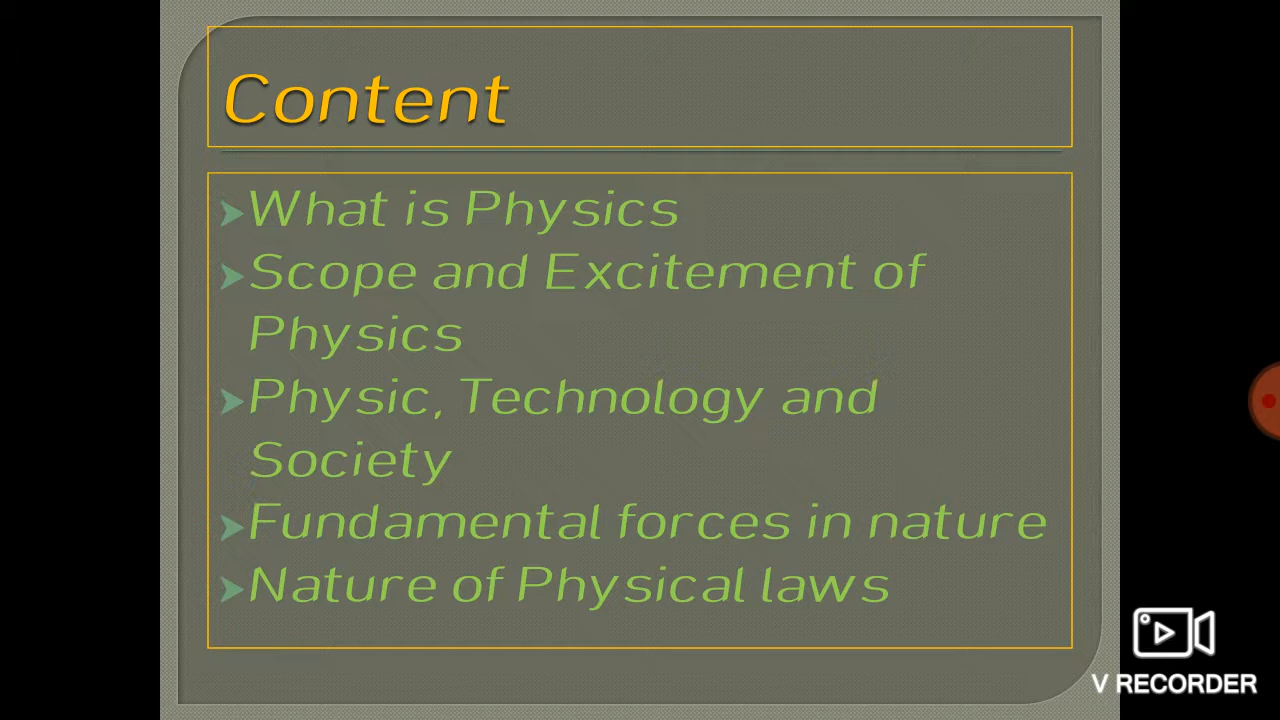 Content
What is Physics
Scope and Excitement of
Physics
Physic, Technology and
Society
Fundamental forces in nature
Nature of Physical laws
V RECORDER